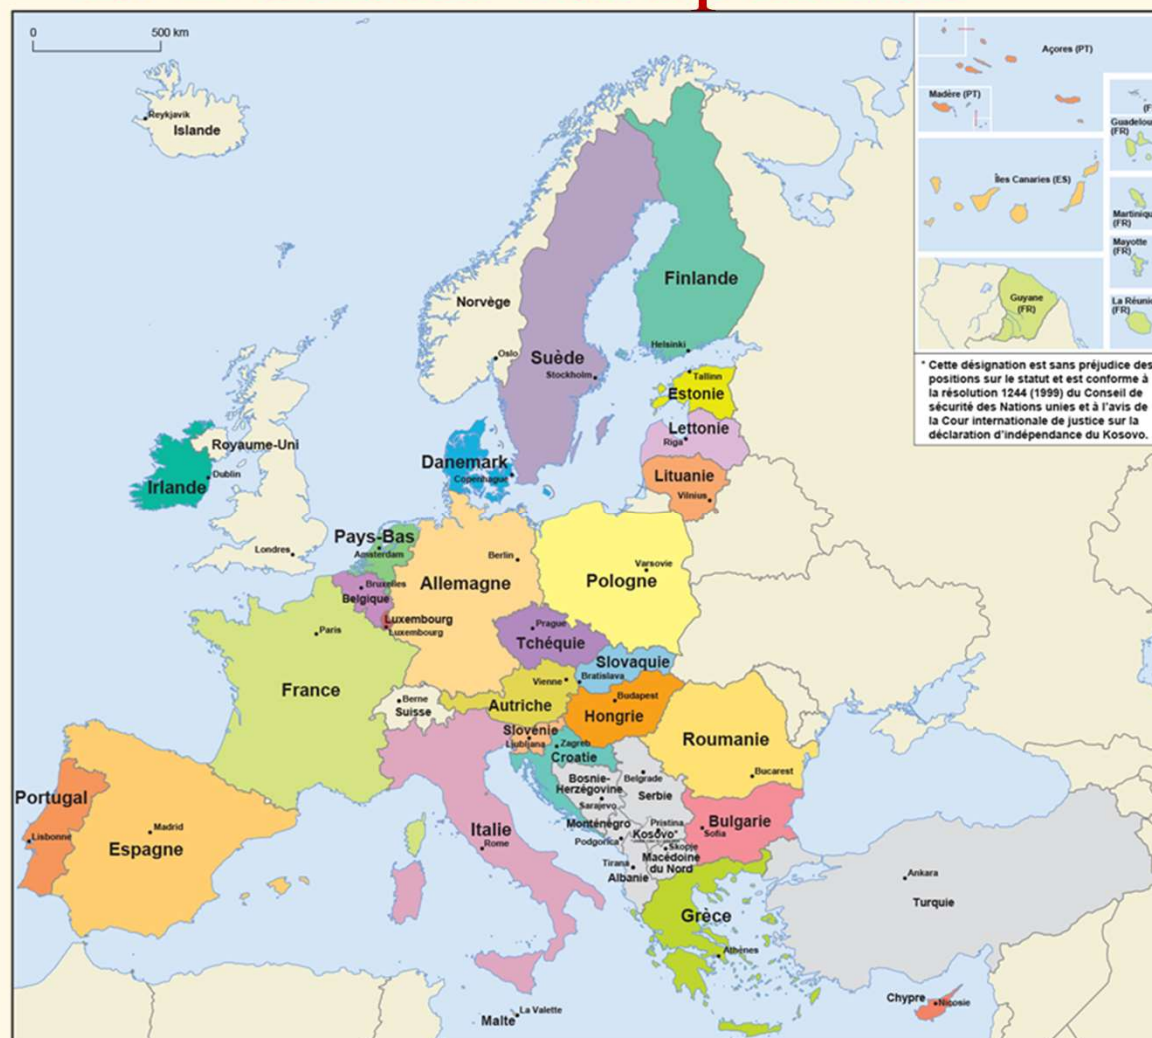 0
500 km
Açores (PT)
Madère (PT)
Guadelou
(FR)
Îles Canaries (ES)
Martiniqu
(FR)
Mayotte
(FR)
Guyane
(FR)
La Réuni
(FR)
* Cette désignation est sans préjudice des
positions sur le statut et est conforme à
la résolution 1244 (1999) du Conseil de
sécurité des Nations unies et à l'avis de
la Cour internationale de justice sur la
déclaration d'indépendance du Kosovo.
Reykjavik
Islande
Norvège
Oslo
Suède
Stockholm
Finlande
Helsinki
Tallinn
Estonie
Lettonie
Riga
Lituanie
Vilnius
Royaume-Uni
Dublin
Irlande
Londres
Danemark
Copenhague
Pays-Bas
Amsterdam
Bruxelles
Belgique
Luxembourg
Luxembourg
Berlin
Allemagne
Varsovie
Pologne
Prague
Tchéquie
Slovaquie
Bratislava
Vienne
Autriche
Budapest
Hongrie
Paris
France
Berne
Suisse
Slovénie
Ljubljana
Zagreb
Croatie
Roumanie
Bucarest
Bosnie-
Herzégovine
Sarajevo
Belgrade
Serbie
Monténégro
Podgorica
Pristina
Kosovo*
Skopje
Macédoine
du Nord
Tirana
Albanie
Sofia
Bulgarie
Portugal
Lisbonne
Madrid
Espagne
Italie
Rome
Grèce
Athènes
Ankara
Turquie
Chypre
Nicosie
La Valette
Malte